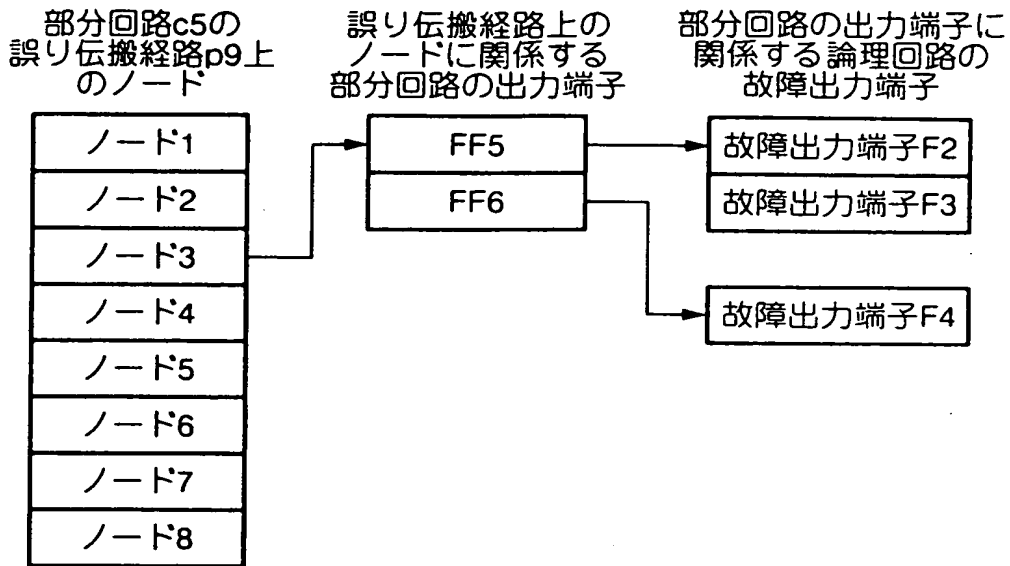 部分回路c5の
誤り伝搬経路p9上
のノード
誤り伝搬経路上の
ノードに関係する
部分回路の出力端子
部分回路の出力端子に
関係する論理回路の
故障出力端子
ノード1
ノード2
ノード3
ノード4
ノード5
ノード6
ノード7
ノード8
FF5
FF6
故障出力端子F2
故障出力端子F3
故障出力端子F4